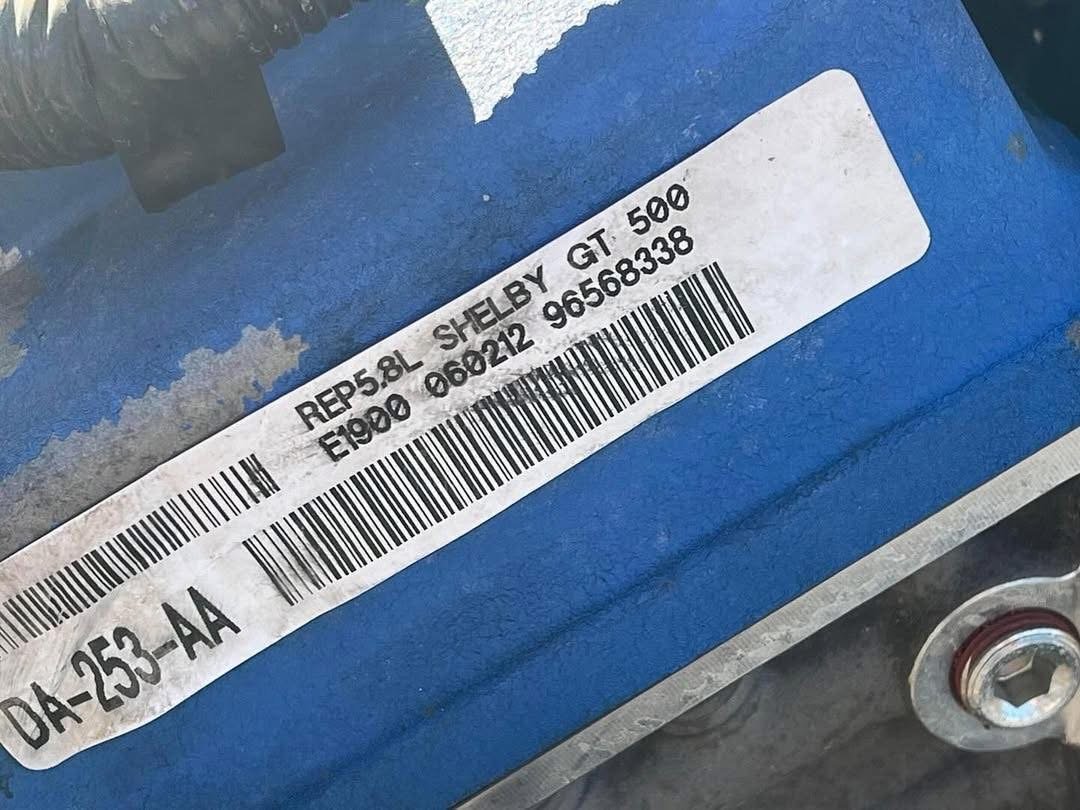 REP5.8L SHELBY GT 500
E1900 060212 96568338
DA-253-AA